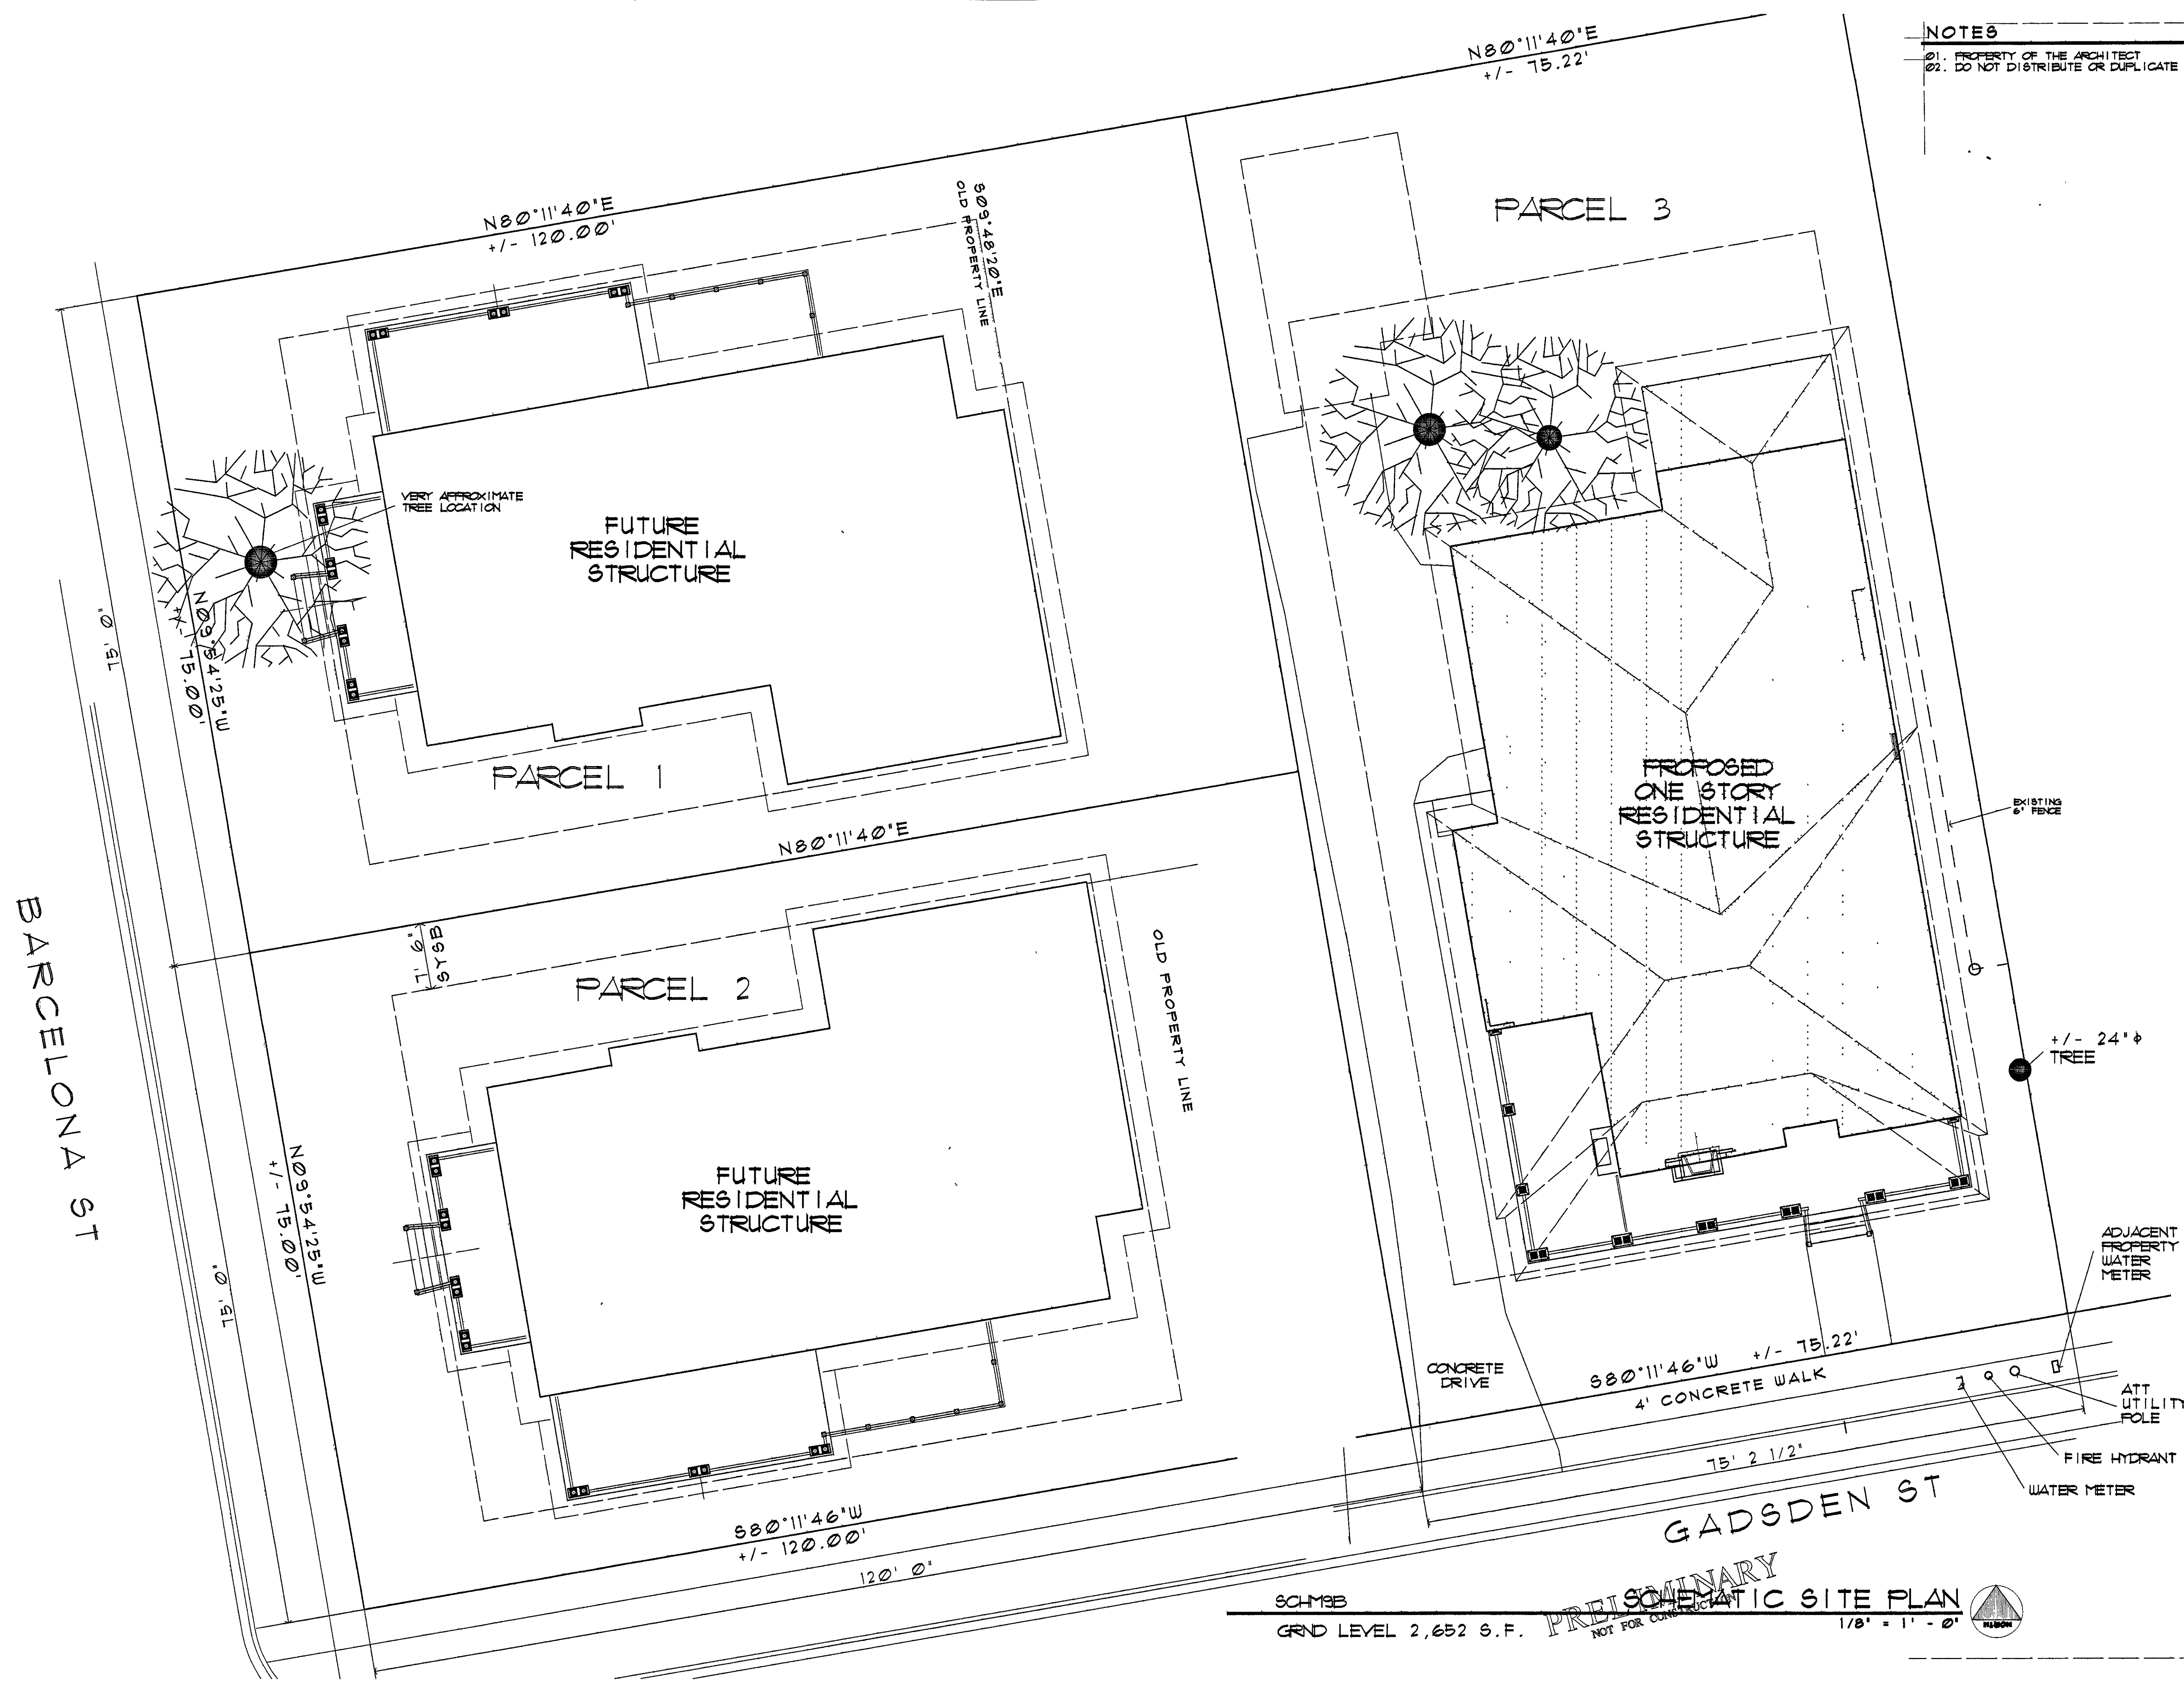 NOTES
01. PROPERTY OF THE ARCHITECT
02. DO NOT DISTRIBUTE OR DUPLICATE
N80°11'40"E
+/- 75.22'
PARCEL 3
N80°11'40"E
+/- 120.00'
S09°48'20"E
OLD PROPERTY LINE
VERY APPROXIMATE
TREE LOCATION
FUTURE
RESIDENTIAL
STRUCTURE
75' 0"
N09°54'25"W
+/- 75.00'
PARCEL 1
PROPOSED
ONE STORY
RESIDENTIAL
STRUCTURE
EXISTING
6' FENCE
N80°11'40"E
BARCELONA ST
7' 6"
SYSB
PARCEL 2
OLD PROPERTY LINE
+/- 24"ϕ
TREE
FUTURE
RESIDENTIAL
STRUCTURE
N09°54'25"W
+/- 75.00'
75' 0"
ADJACENT
PROPERTY
WATER
METER
CONCRETE
DRIVE
S80°11'46"W +/- 75.22'
4' CONCRETE WALK
ATT
UTILITY
POLE
FIRE HYDRANT
WATER METER
75' 2 1/2"
GADSDEN ST
S80°11'46"W
+/- 120.00'
120' 0"
SCHM9B
GRND LEVEL 2,652 S.F.
PRELIMINARY
NOT FOR CONSTRUCTION
SCHEMATIC SITE PLAN
1/8" = 1' - 0"
NORTH